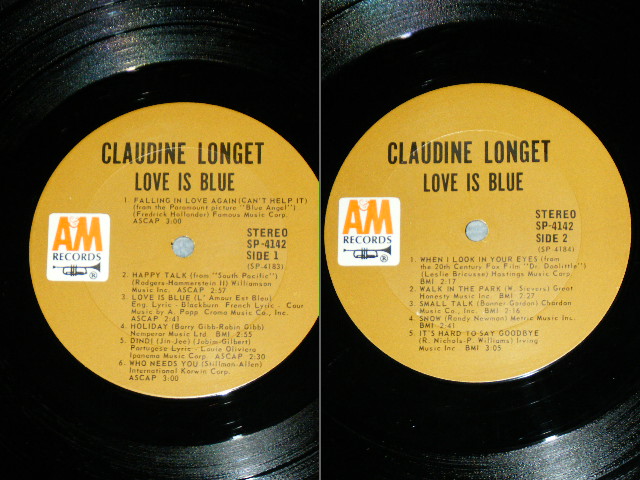 CLAUDINE LONGET
LOVE IS BLUE
1. FALLING IN LOVE AGAIN (CAN'T HELP IT)
(from the Paramount picture "Blue Angel")
(Fredrick Hollander) Famous Music Corp.
ASCAP 3:00
AM
RECORDS
STEREO
SP-4142
SIDE 1
(SP-4183)
2. HAPPY TALK (from "South Pacific")
(Rodgers-Hammerstein II) Williamson
Music Inc. ASCAP 2:57
3. LOVE IS BLUE (L' Amour Est Bleu)
Eng. Lyric - Blackburn French Lyric - Cour
Music by A. Popp Croma Music Co., Inc.
ASCAP 2:41
4. HOLIDAY (Barry Gibb-Robin Gibb)
Nemperor Music Ltd. BMI - 2:55
5. DINDI (Jin-Jee) (Jobim-Gilbert)
Portugese Lyric - Louis Oliviera
Ipanema Music Corp. ASCAP 2:30
6. WHO NEEDS YOU (Stillman-Allen)
International Korwin Corp.
ASCAP 3:00
CLAUDINE LONGET
LOVE IS BLUE
AM
RECORDS
STEREO
SP-4142
SIDE 2
(SP-4184)
1. WHEN I LOOK IN YOUR EYES (from
the 20th Century Fox Film "Dr. Doolittle")
(Leslie Bricusse) Hastings Music Corp.
BMI 2:17
2. WALK IN THE PARK (W. Sievers) Great
Honesty Music Inc. BMI 2:27
3. SMALL TALK (Bonner-Gordon) Chardon
Music Co., Inc. BMI 2:16
4. SNOW (Randy Newman) Metric Music Inc.
BMI 2:41
5. IT'S HARD TO SAY GOODBYE
(R. Nichols-P. Williams) Irving
Music Inc. BMI 3:05